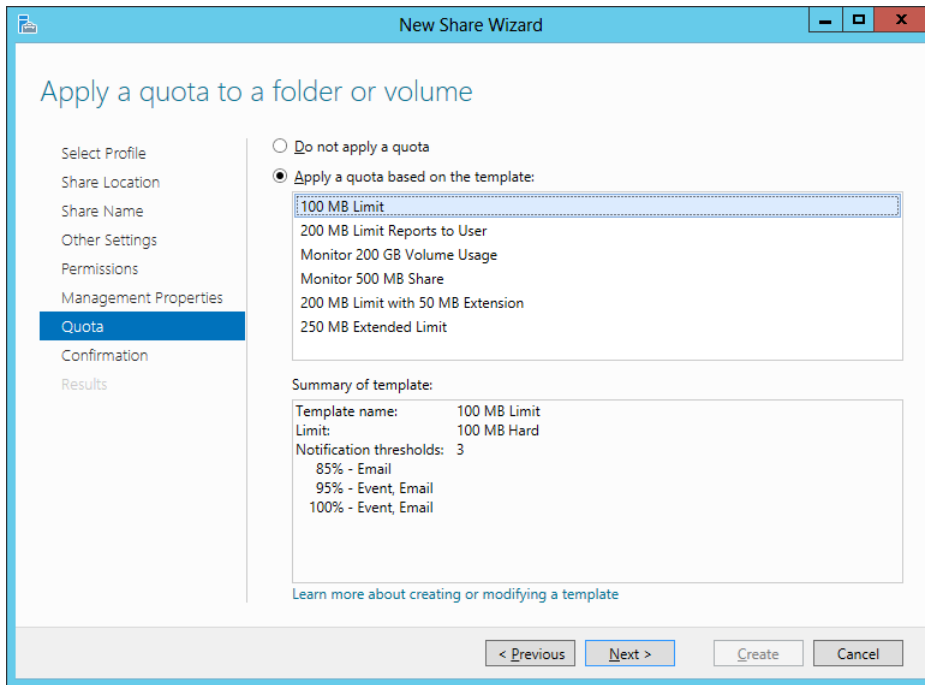 New Share Wizard
Apply a quota to a folder or volume
Select Profile
Share Location
Share Name
Other Settings
Permissions
Management Properties
Quota
Confirmation
Results
Do not apply a quota
Apply a quota based on the template:
100 MB Limit
200 MB Limit Reports to User
Monitor 200 GB Volume Usage
Monitor 500 MB Share
200 MB Limit with 50 MB Extension
250 MB Extended Limit
Summary of template:
Template name: 100 MB Limit
Limit: 100 MB Hard
Notification thresholds: 3
85% - Email
95% - Event, Email
100% - Event, Email
Learn more about creating or modifying a template
< Previous
Next >
Create
Cancel